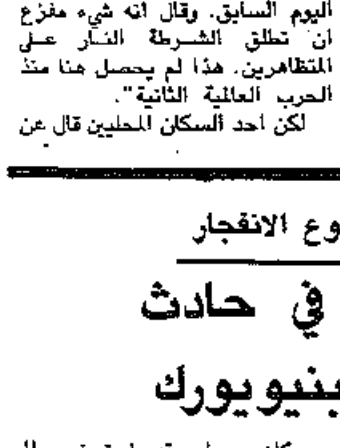 اليوم السابق. وقال انه شيء مفزع
ان تطلق الشرطة النار على
المتظاهرين. هذا لم يحصل هنا منذ
الحرب العالمية الثانية".
لكن احد السكان المحليين قال عن
وع الانفجار
في حادث
بنيويورك